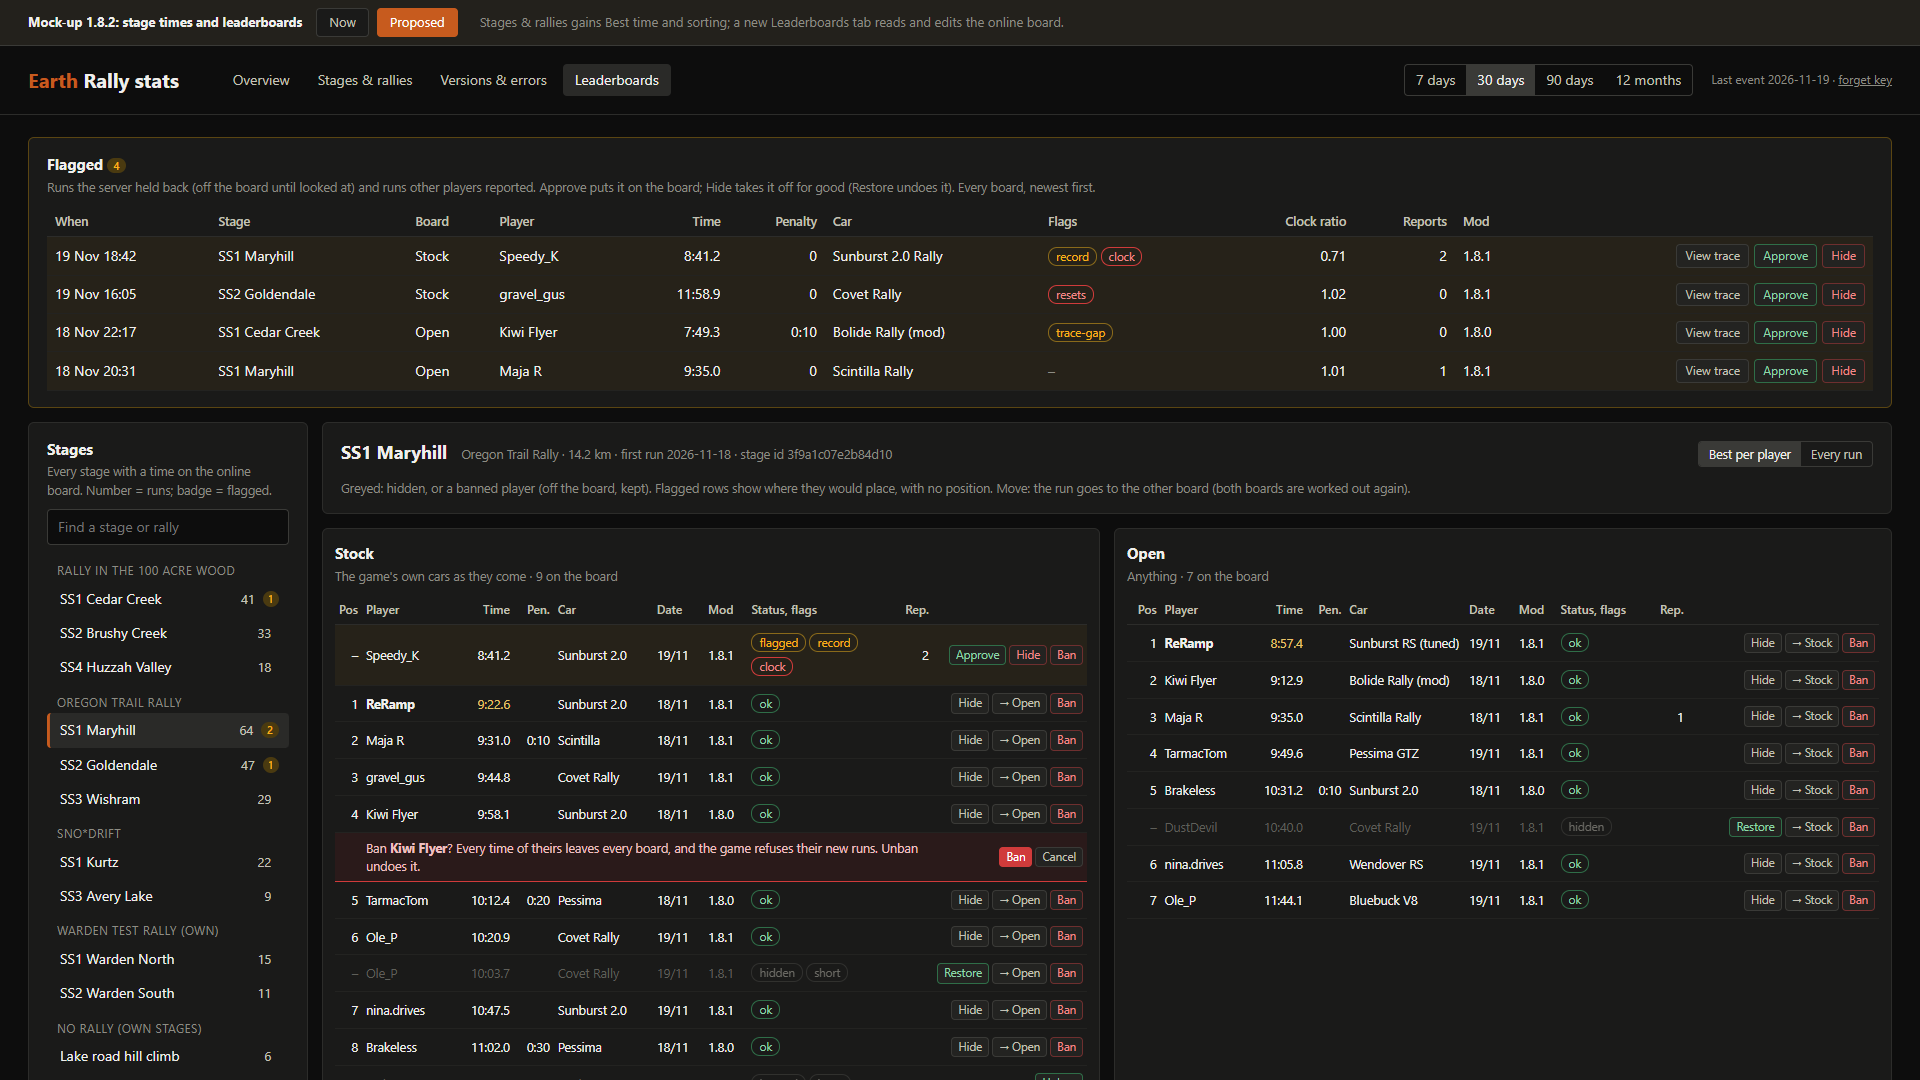 Mock-up 1.8.2: stage times and leaderboards Now Proposed Stages & rallies gains Best time and sorting; a new Leaderboards tab reads and edits the online board.
Earth Rally stats Overview Stages & rallies Versions & errors Leaderboards 7 days 30 days 90 days 12 months Last event 2026-11-19 · forget key
Flagged 4
Runs the server held back (off the board until looked at) and runs other players reported. Approve puts it on the board; Hide takes it off for good (Restore undoes it). Every board, newest first.
When Stage Board Player Time Penalty Car Flags Clock ratio Reports Mod
19 Nov 18:42 SS1 Maryhill Stock Speedy_K 8:41.2 0 Sunburst 2.0 Rally record clock 0.71 2 1.8.1 View trace Approve Hide
19 Nov 16:05 SS2 Goldendale Stock gravel_gus 11:58.9 0 Covet Rally resets 1.02 0 1.8.1 View trace Approve Hide
18 Nov 22:17 SS1 Cedar Creek Open Kiwi Flyer 7:49.3 0:10 Bolide Rally (mod) trace-gap 1.00 0 1.8.0 View trace Approve Hide
18 Nov 20:31 SS1 Maryhill Open Maja R 9:35.0 0 Scintilla Rally – 1.01 1 1.8.1 View trace Approve Hide
Stages
Every stage with a time on the online
board. Number = runs; badge = flagged.
Find a stage or rally
RALLY IN THE 100 ACRE WOOD
SS1 Cedar Creek 41 1
SS2 Brushy Creek 33
SS4 Huzzah Valley 18
OREGON TRAIL RALLY
SS1 Maryhill 64 2
SS2 Goldendale 47 1
SS3 Wishram 29
SNO*DRIFT
SS1 Kurtz 22
SS3 Avery Lake 9
WARDEN TEST RALLY (OWN)
SS1 Warden North 15
SS2 Warden South 11
NO RALLY (OWN STAGES)
Lake road hill climb 6
SS1 Maryhill Oregon Trail Rally · 14.2 km · first run 2026-11-18 · stage id 3f9a1c07e2b84d10 Best per player Every run
Greyed: hidden, or a banned player (off the board, kept). Flagged rows show where they would place, with no position. Move: the run goes to the other board (both boards are worked out again).
Stock
The game's own cars as they come · 9 on the board
Pos Player Time Pen. Car Date Mod Status, flags Rep.
– Speedy_K 8:41.2 Sunburst 2.0 19/11 1.8.1 flagged record clock 2 Approve Hide Ban
1 ReRamp 9:22.6 Sunburst 2.0 18/11 1.8.1 ok Hide → Open Ban
2 Maja R 9:31.0 0:10 Scintilla 18/11 1.8.1 ok Hide → Open Ban
3 gravel_gus 9:44.8 Covet Rally 19/11 1.8.1 ok Hide → Open Ban
4 Kiwi Flyer 9:58.1 Sunburst 2.0 18/11 1.8.0 ok Hide → Open Ban
Ban Kiwi Flyer? Every time of theirs leaves every board, and the game refuses their new runs. Unban
undoes it. Ban Cancel
5 TarmacTom 10:12.4 0:20 Pessima 18/11 1.8.0 ok Hide → Open Ban
6 Ole_P 10:20.9 Covet Rally 19/11 1.8.1 ok Hide → Open Ban
– Ole_P 10:03.7 Covet Rally 19/11 1.8.1 hidden short Restore → Open Ban
7 nina.drives 10:47.5 Sunburst 2.0 19/11 1.8.1 ok Hide → Open Ban
8 Brakeless 11:02.0 0:30 Pessima 18/11 1.8.0 ok Hide → Open Ban
Open
Anything · 7 on the board
Pos Player Time Pen. Car Date Mod Status, flags Rep.
1 ReRamp 8:57.4 Sunburst RS (tuned) 19/11 1.8.1 ok Hide → Stock Ban
2 Kiwi Flyer 9:12.9 Bolide Rally (mod) 18/11 1.8.0 ok Hide → Stock Ban
3 Maja R 9:35.0 Scintilla Rally 18/11 1.8.1 ok 1 Hide → Stock Ban
4 TarmacTom 9:49.6 Pessima GTZ 19/11 1.8.1 ok Hide → Stock Ban
5 Brakeless 10:31.2 0:10 Sunburst 2.0 18/11 1.8.0 ok Hide → Stock Ban
– DustDevil 10:40.0 Covet Rally 19/11 1.8.1 hidden Restore → Stock Ban
6 nina.drives 11:05.8 Wendover RS 19/11 1.8.1 ok Hide → Stock Ban
7 Ole_P 11:44.1 Bluebuck V8 19/11 1.8.1 ok Hide → Stock Ban